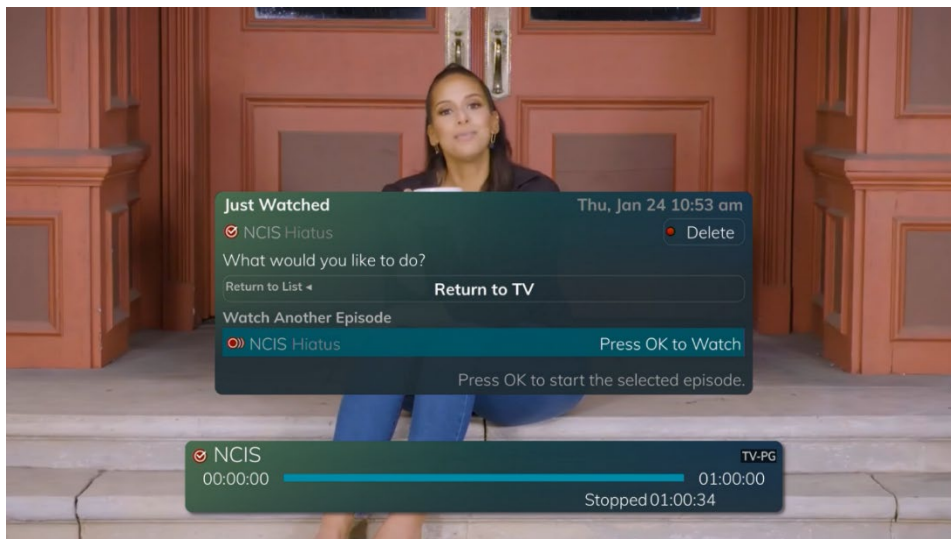 Just Watched Thu, Jan 24 10:53 am
NCIS Hiatus Delete
What would you like to do?
Return to List ◂ Return to TV
Watch Another Episode
NCIS Hiatus Press OK to Watch
Press OK to start the selected episode.
NCIS TV-PG
00:00:00 01:00:00
Stopped 01:00:34